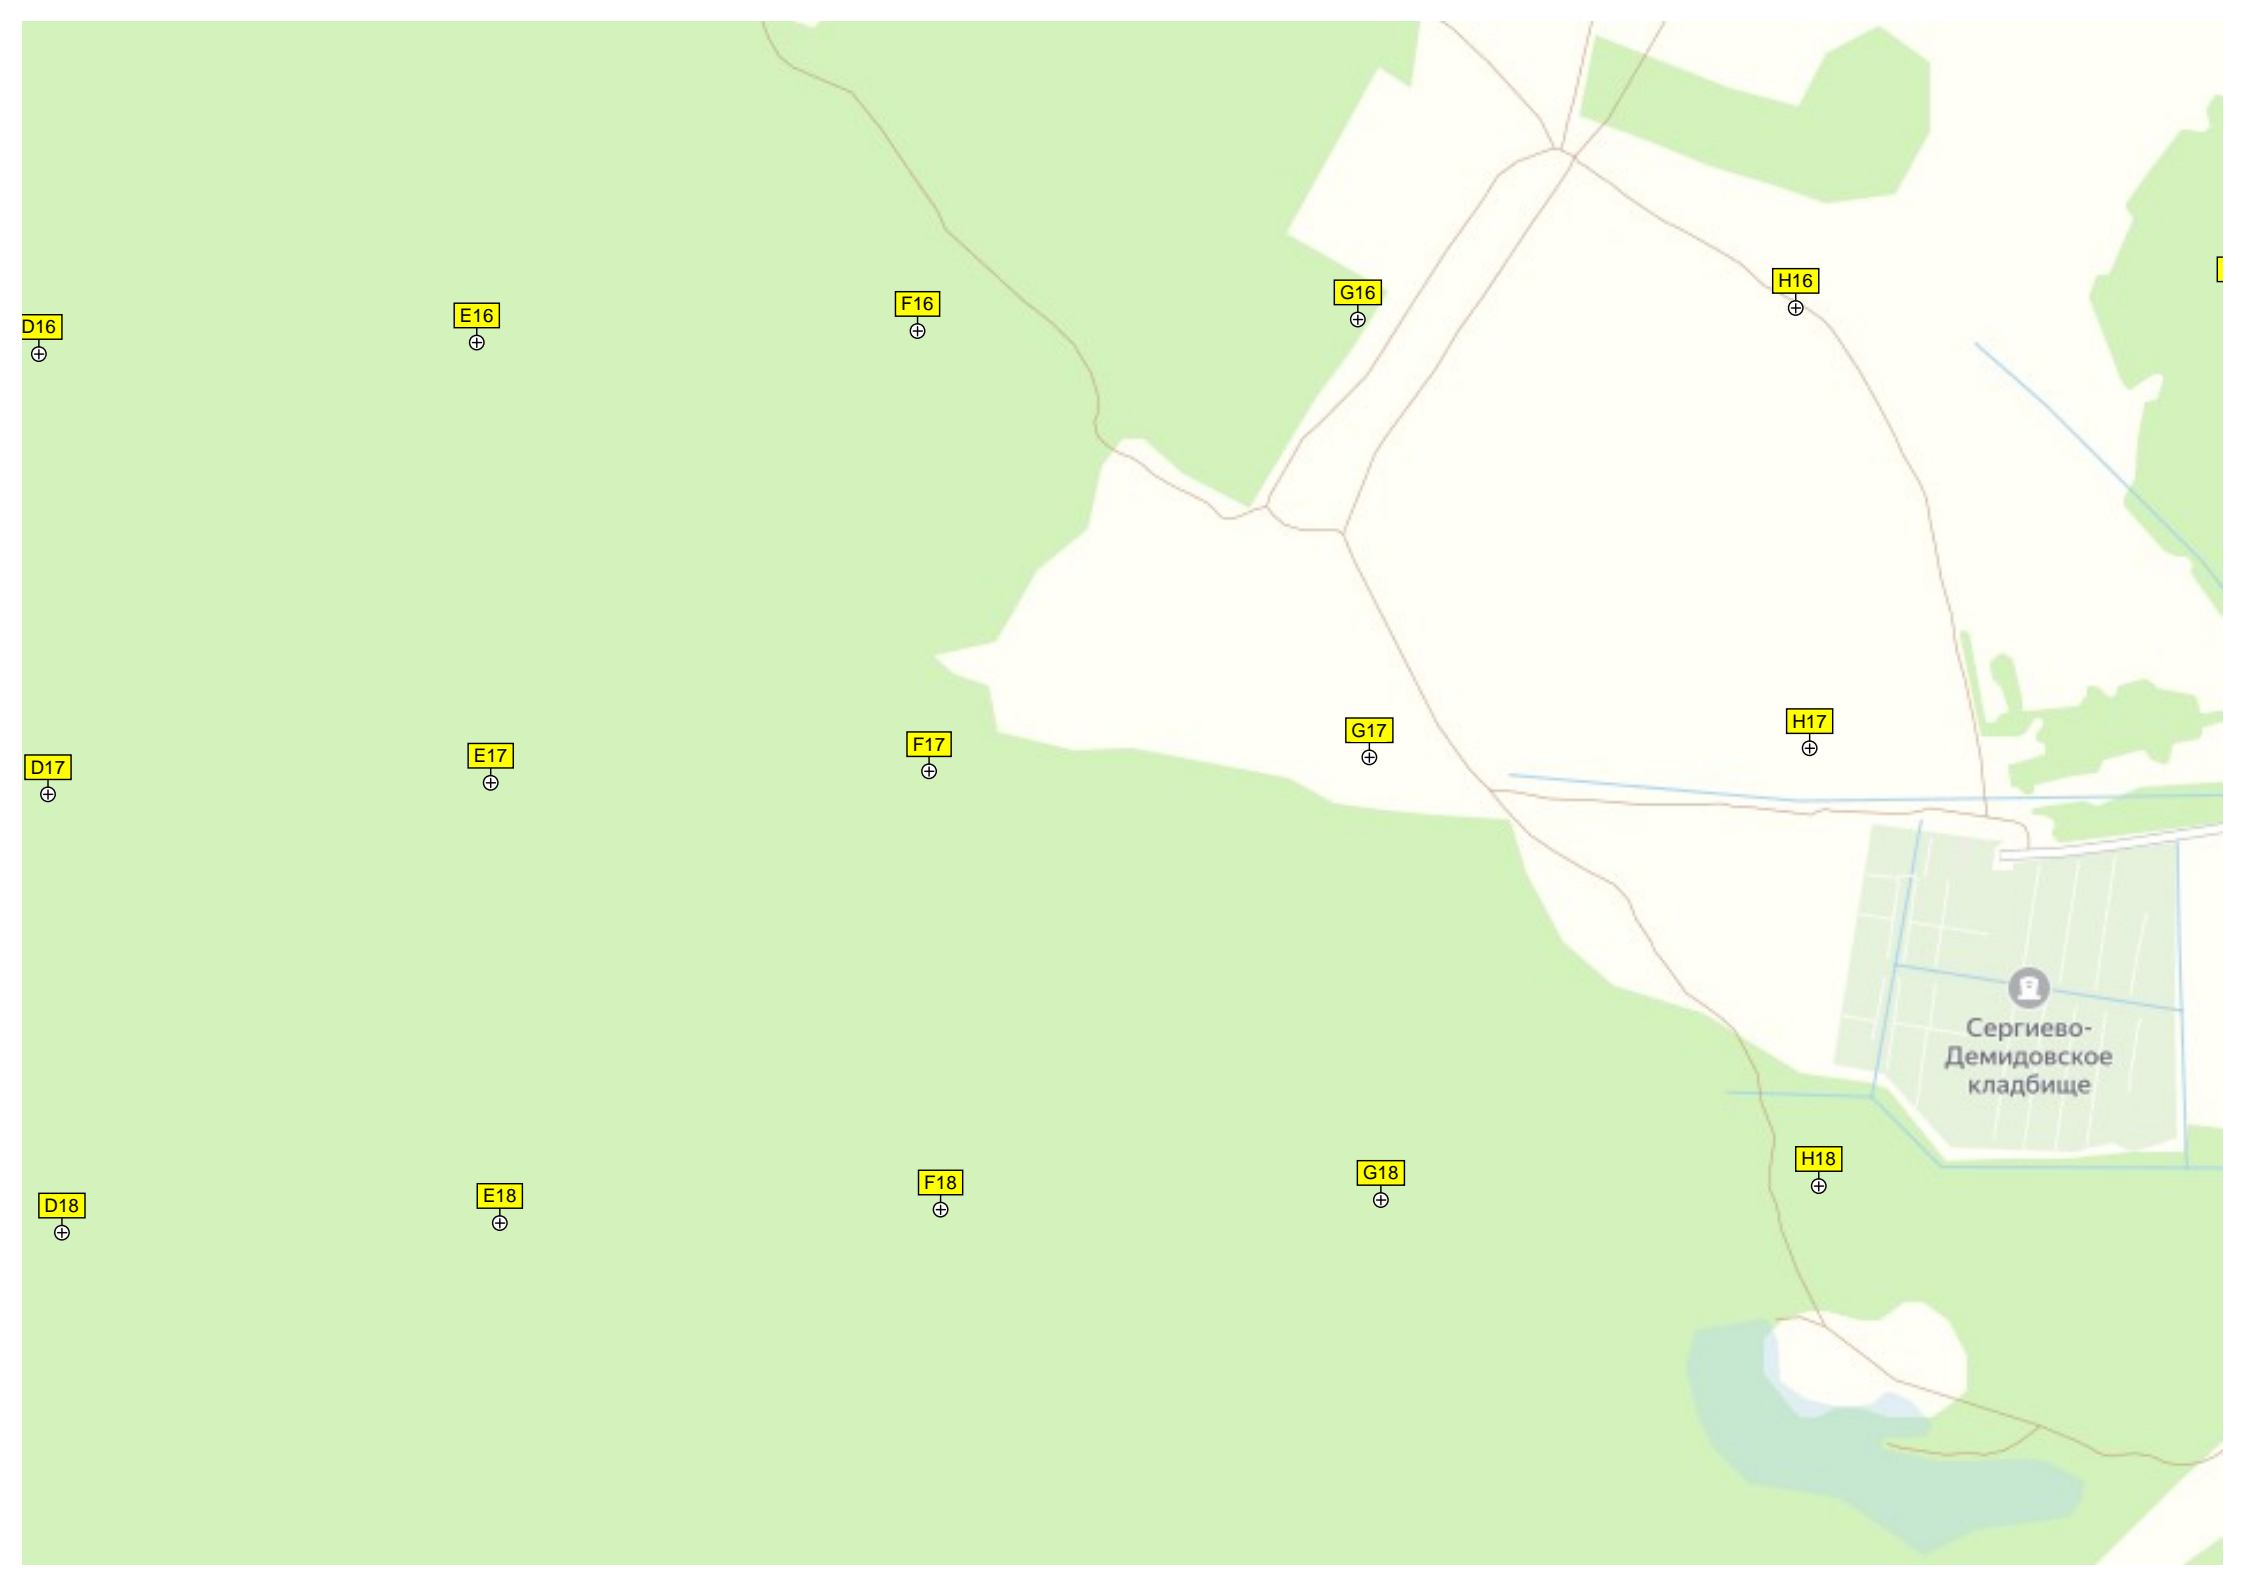 H16
G16
F16
E16
D16
H17
G17
F17
E17
D17
Сергиево-
Демидовское
кладбище
H18
G18
F18
E18
D18